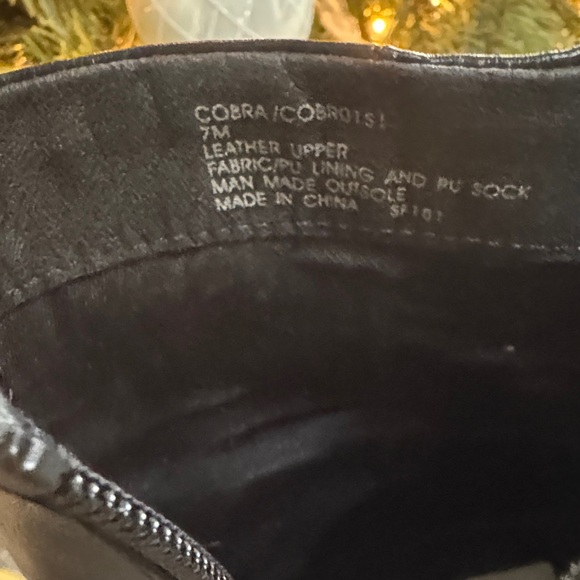 COBRA/COBR01S1
7M
LEATHER UPPER
FABRIC/PU LINING AND PU SOCK
MAN MADE OUTSOLE
MADE IN CHINA SF101